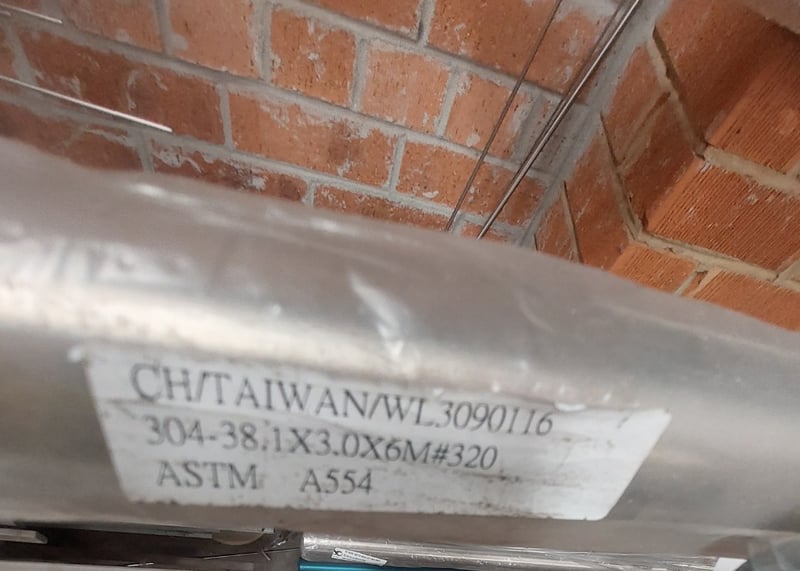 CH/TAIWAN/WL3090116
304-38.1X3.0X6M#320
ASTM A554